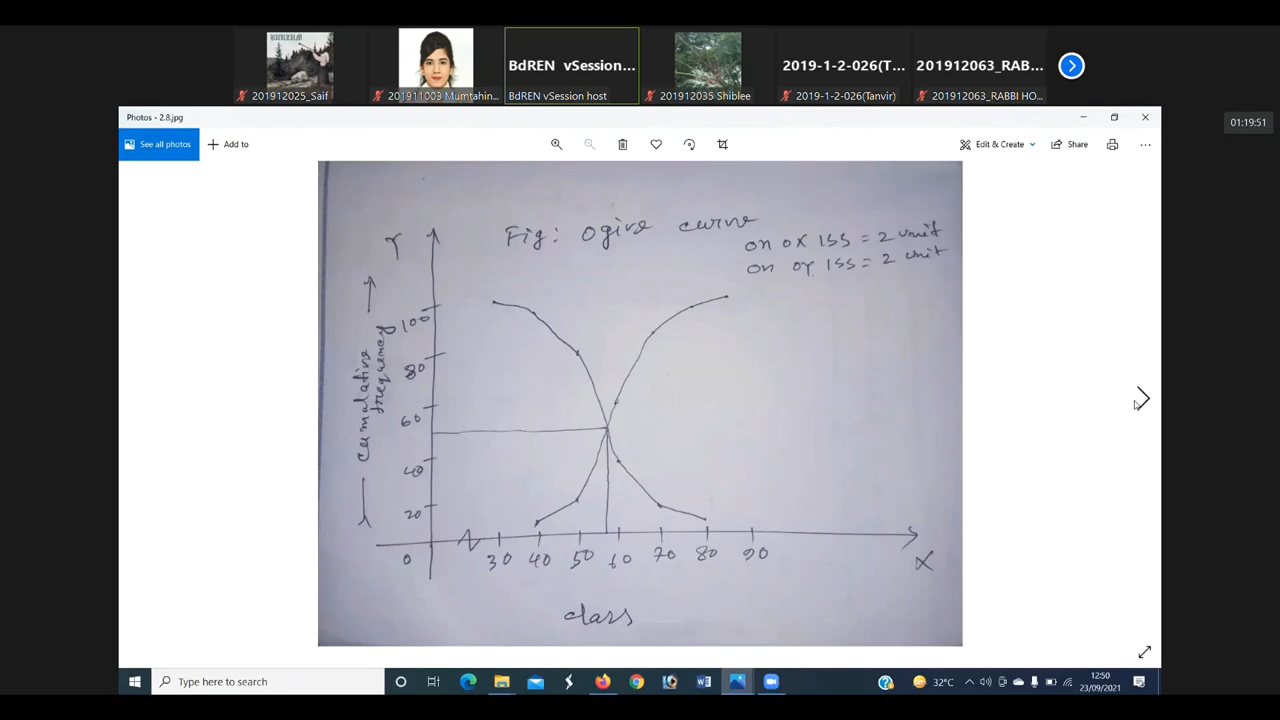 BURZUM
BdREN vSession...
2019-1-2-026(T...
201912063_RAB...
201912025_Saif
201911003 Mumtahin...
BdREN vSession host
201912035 Shiblee
2019-1-2-026(Tanvir)
201912063_RABBI HO...
Photos - 2.8.jpg
01:19:51
See all photos
Add to
Edit & Create
Share
Fig: ogive curve
on ox 1SS = 2 unit
on oy 1SS = 2 unit
Y
100
80
60
40
20
0
cumulative
frequency
30 40 50 60 70 80 90
X
class
Type here to search
32°C
12:50
23/09/2021